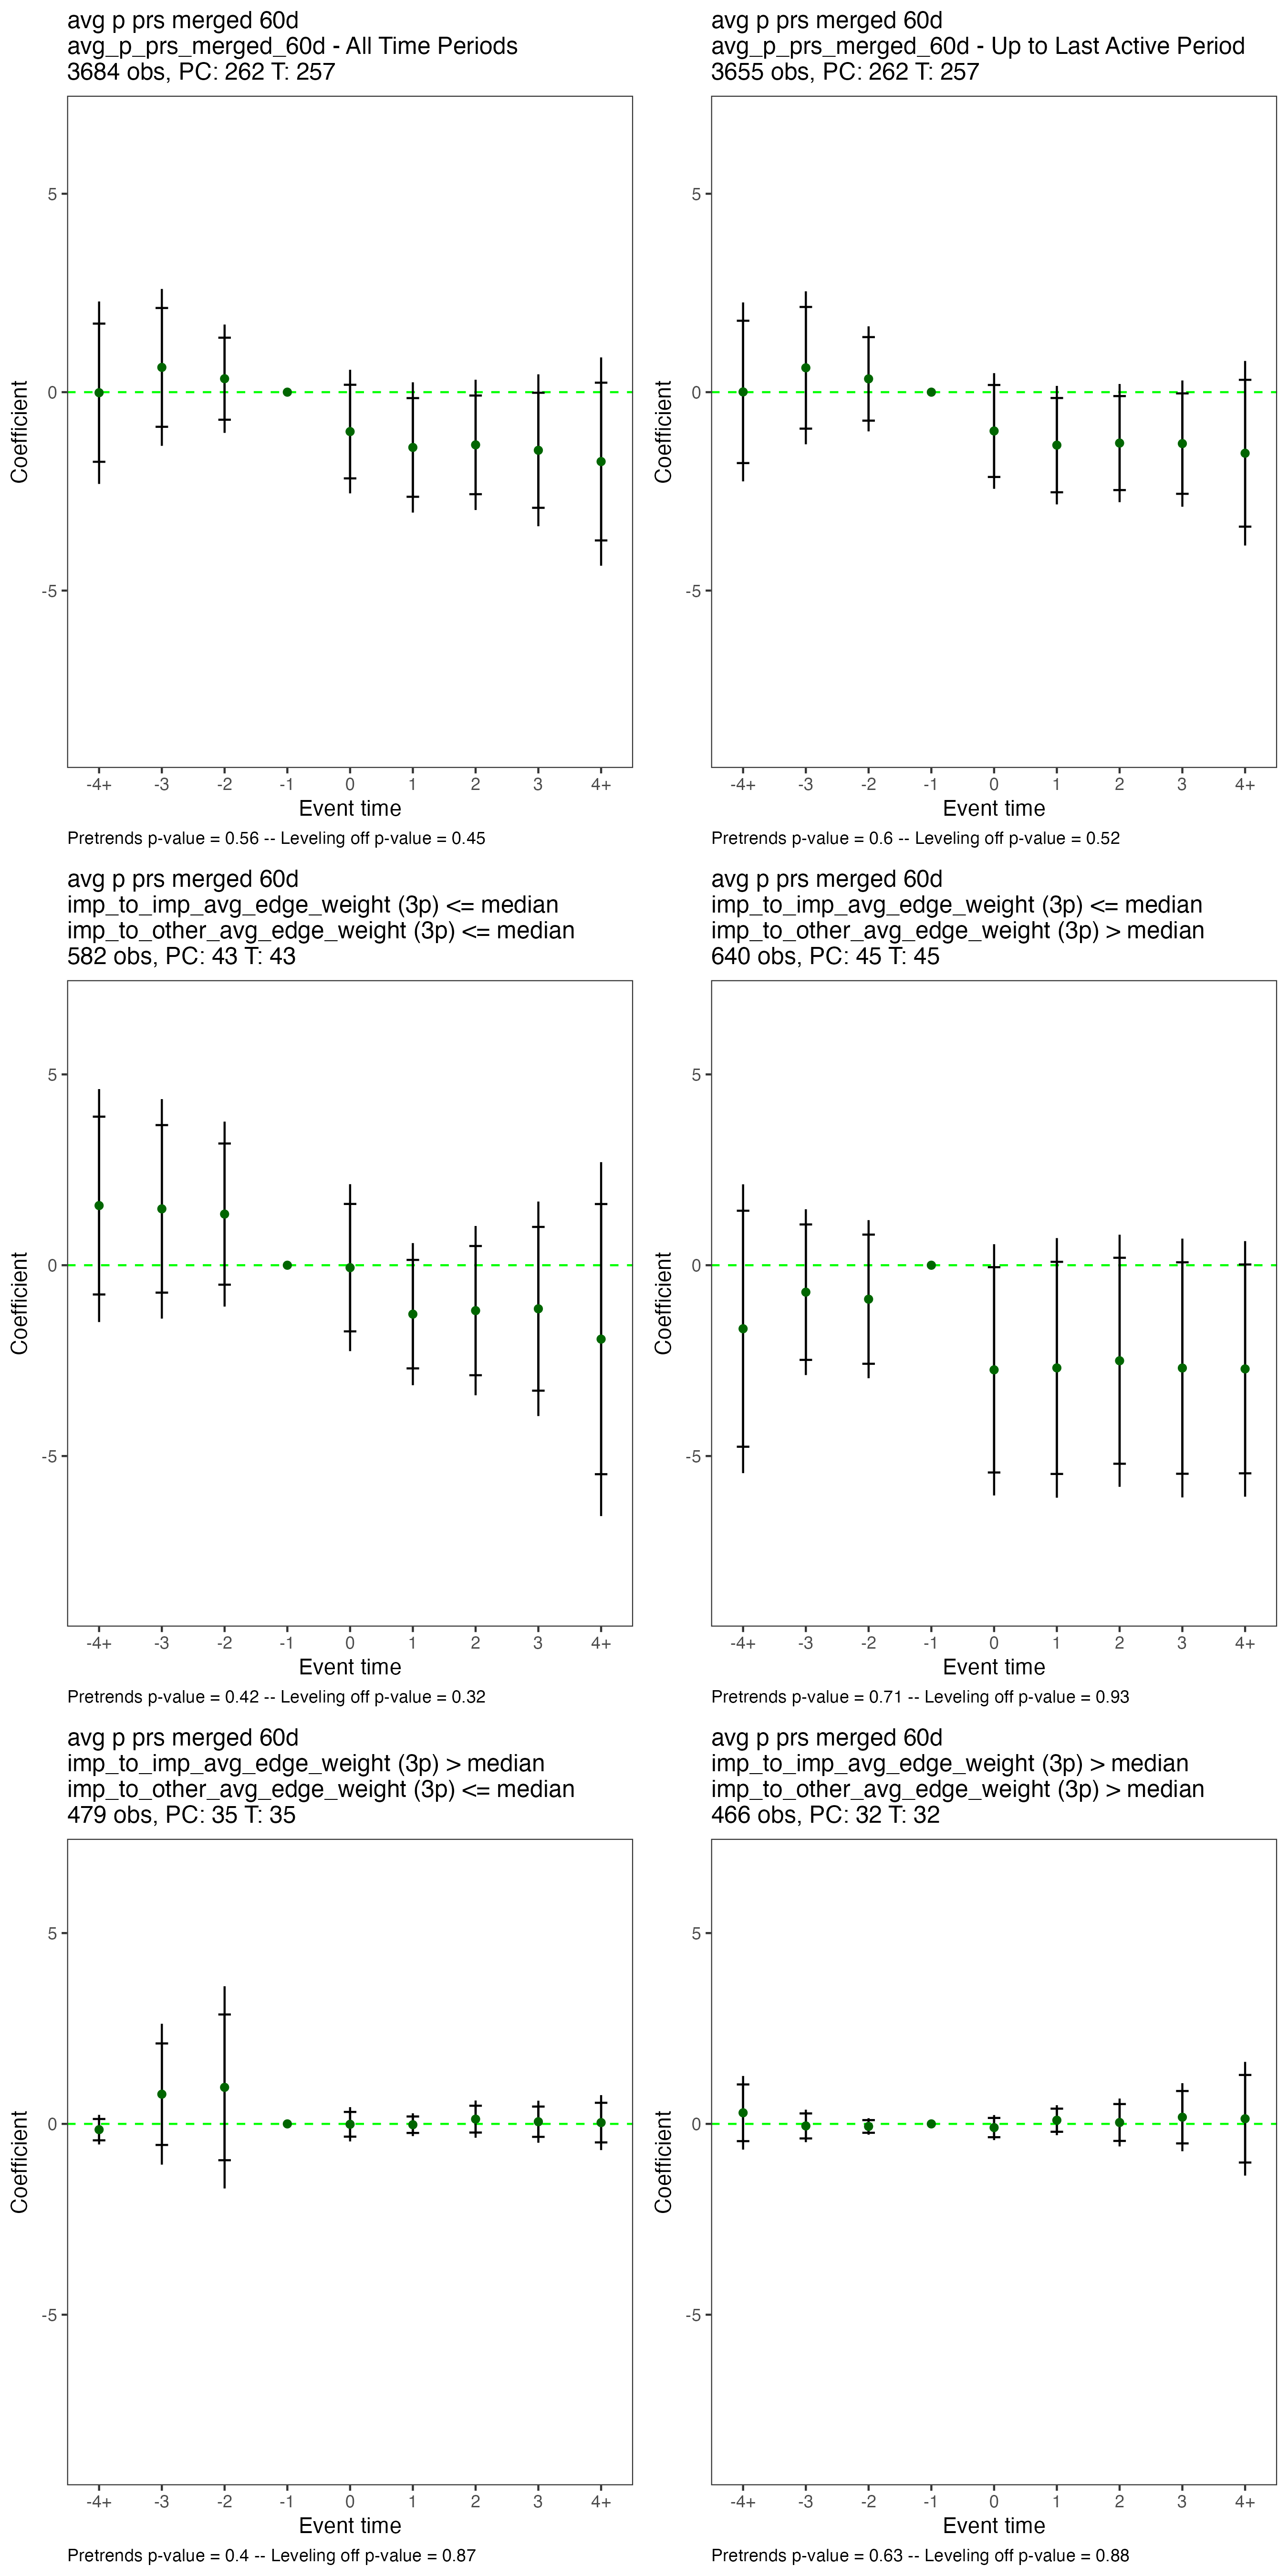 avg p prs merged 60d
avg_p_prs_merged_60d - All Time Periods
3684 obs, PC: 262 T: 257
5
0
-5
Coefficient
-4+ -3 -2 -1 0 1 2 3 4+
Event time
Pretrends p-value = 0.56 -- Leveling off p-value = 0.45
avg p prs merged 60d
avg_p_prs_merged_60d - Up to Last Active Period
3655 obs, PC: 262 T: 257
5
0
-5
Coefficient
-4+ -3 -2 -1 0 1 2 3 4+
Event time
Pretrends p-value = 0.6 -- Leveling off p-value = 0.52
avg p prs merged 60d
imp_to_imp_avg_edge_weight (3p) <= median
imp_to_other_avg_edge_weight (3p) <= median
582 obs, PC: 43 T: 43
5
0
-5
Coefficient
-4+ -3 -2 -1 0 1 2 3 4+
Event time
Pretrends p-value = 0.42 -- Leveling off p-value = 0.32
avg p prs merged 60d
imp_to_imp_avg_edge_weight (3p) <= median
imp_to_other_avg_edge_weight (3p) > median
640 obs, PC: 45 T: 45
5
0
-5
Coefficient
-4+ -3 -2 -1 0 1 2 3 4+
Event time
Pretrends p-value = 0.71 -- Leveling off p-value = 0.93
avg p prs merged 60d
imp_to_imp_avg_edge_weight (3p) > median
imp_to_other_avg_edge_weight (3p) <= median
479 obs, PC: 35 T: 35
5
0
-5
Coefficient
-4+ -3 -2 -1 0 1 2 3 4+
Event time
Pretrends p-value = 0.4 -- Leveling off p-value = 0.87
avg p prs merged 60d
imp_to_imp_avg_edge_weight (3p) > median
imp_to_other_avg_edge_weight (3p) > median
466 obs, PC: 32 T: 32
5
0
-5
Coefficient
-4+ -3 -2 -1 0 1 2 3 4+
Event time
Pretrends p-value = 0.63 -- Leveling off p-value = 0.88